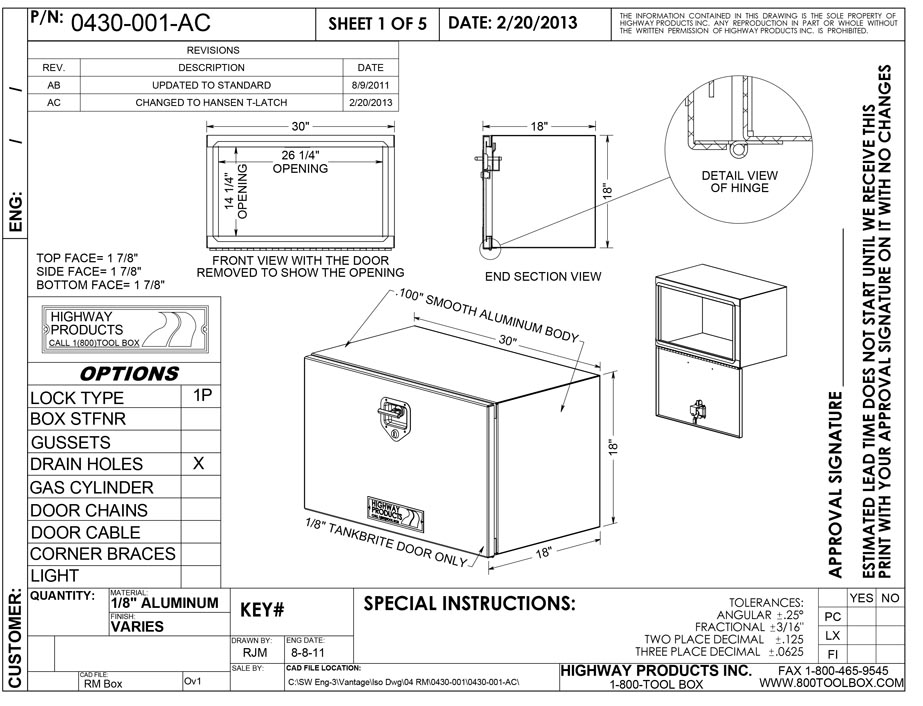 P/N: 0430-001-AC
SHEET 1 OF 5
DATE: 2/20/2013
THE INFORMATION CONTAINED IN THIS DRAWING IS THE SOLE PROPERTY OF
HIGHWAY PRODUCTS INC. ANY REPRODUCTION IN PART OR WHOLE WITHOUT
THE WRITTEN PERMISSION OF HIGHWAY PRODUCTS INC. IS PROHIBITED.
REVISIONS
REV. DESCRIPTION DATE
AB UPDATED TO STANDARD 8/9/2011
AC CHANGED TO HANSEN T-LATCH 2/20/2013
ENG: / /
30"
26 1/4"
OPENING
14 1/4"
OPENING
FRONT VIEW WITH THE DOOR
REMOVED TO SHOW THE OPENING
18"
18"
END SECTION VIEW
DETAIL VIEW
OF HINGE
TOP FACE= 1 7/8"
SIDE FACE= 1 7/8"
BOTTOM FACE= 1 7/8"
HIGHWAY
PRODUCTS
CALL 1(800)TOOL BOX
OPTIONS
LOCK TYPE 1P
BOX STFNR
GUSSETS
DRAIN HOLES X
GAS CYLINDER
DOOR CHAINS
DOOR CABLE
CORNER BRACES
LIGHT
.100" SMOOTH ALUMINUM BODY
30"
18"
18"
HIGHWAY
PRODUCTS
1/8" TANKBRITE DOOR ONLY
APPROVAL SIGNATURE
ESTIMATED LEAD TIME DOES NOT START UNTIL WE RECEIVE THIS
PRINT WITH YOUR APPROVAL SIGNATURE ON IT WITH NO CHANGES
CUSTOMER:
QUANTITY:
MATERIAL:
1/8" ALUMINUM
FINISH:
VARIES
KEY#
DRAWN BY:
RJM
ENG DATE:
8-8-11
SALE BY:
CAD FILE LOCATION:
C:\SW Eng-3\Vantage\Iso Dwg\04 RM\0430-001\0430-001-AC\
CAD FILE:
RM Box
Ov1
SPECIAL INSTRUCTIONS:
TOLERANCES:
ANGULAR ±.25°
FRACTIONAL ±3/16"
TWO PLACE DECIMAL ±.125
THREE PLACE DECIMAL ±.0625
YES NO
PC
LX
FI
HIGHWAY PRODUCTS INC. FAX 1-800-465-9545
1-800-TOOL BOX WWW.800TOOLBOX.COM